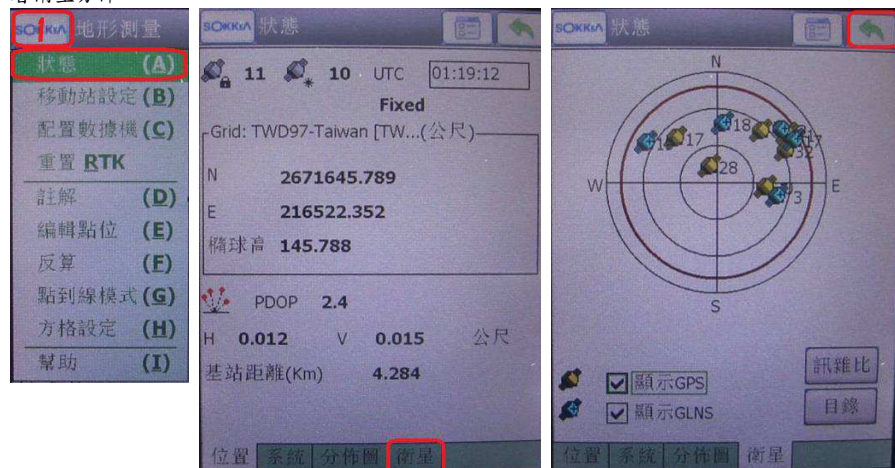 SOKKIA 地形測量
1
狀態 (A)
移動站設定 (B)
配置數據機 (C)
重置 RTK
註解 (D)
編輯點位 (E)
反算 (F)
點到線模式 (G)
方格設定 (H)
幫助 (I)
SOKKIA 狀態
11 10 UTC 01:19:12
Fixed
Grid: TWD97-Taiwan [TW...(公尺)
N 2671645.789
E 216522.352
橢球高 145.788
PDOP 2.4
H 0.012 V 0.015 公尺
基站距離(Km) 4.284
位置 系統 分佈圖 衛星
SOKKIA 狀態
N
18
17
17
32
28
W
E
3
S
訊雜比
顯示GPS
目錄
顯示GLNS
位置 系統 分佈圖 衛星